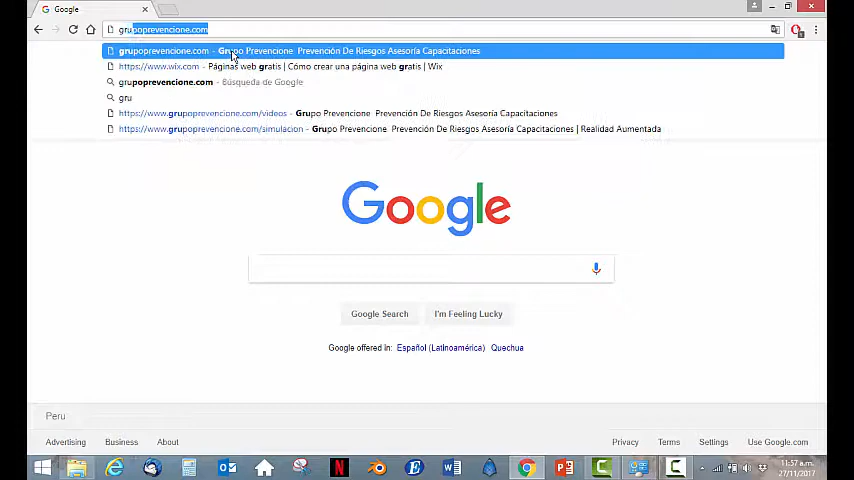 Google
grupoprevencione.com
grupoprevencione.com - Grupo Prevencione Prevención De Riesgos Asesoría Capacitaciones
https://www.wix.com - Páginas web gratis | Cómo crear una página web gratis | Wix
grupoprevencione.com - Búsqueda de Google
gru
https://www.grupoprevencione.com/videos - Grupo Prevencione Prevención De Riesgos Asesoría Capacitaciones
https://www.grupoprevencione.com/simulacion - Grupo Prevencione Prevención De Riesgos Asesoría Capacitaciones | Realidad Aumentada
Google
Google Search I'm Feeling Lucky
Google offered in: Español (Latinoamérica) Quechua
Peru
Advertising Business About Privacy Terms Settings Use Google.com
11:57 a.m.
27/11/2017